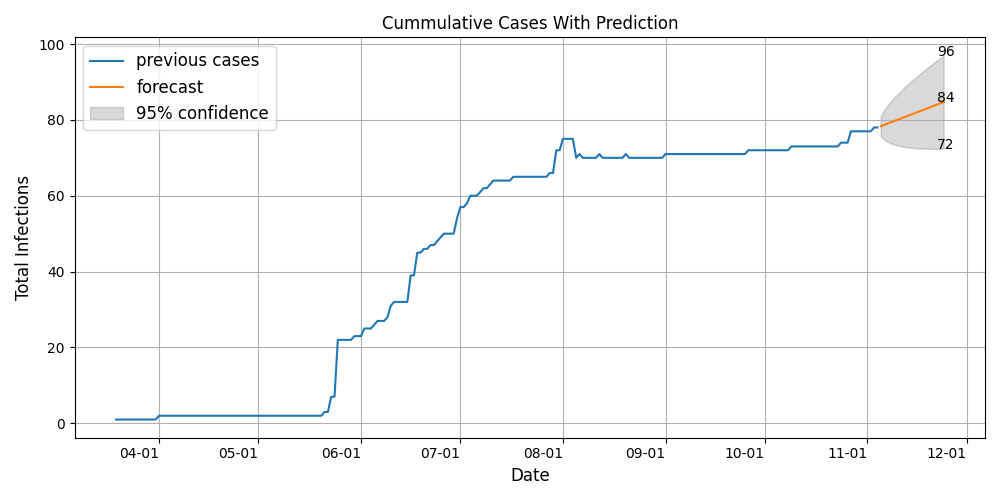 Cummulative Cases With Prediction
previous cases
forecast
95% confidence
96
84
72
100
80
60
40
20
0
Total Infections
04-01 05-01 06-01 07-01 08-01 09-01 10-01 11-01 12-01
Date